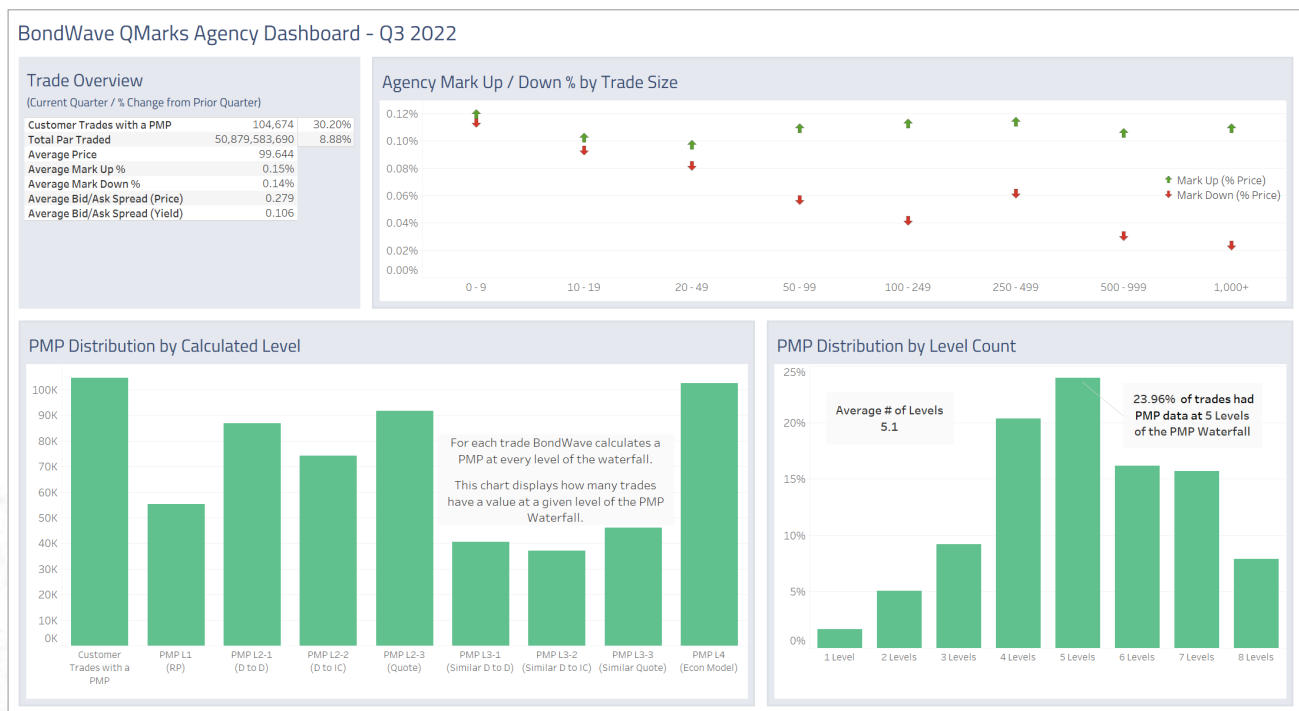 BondWave QMarks Agency Dashboard - Q3 2022
Trade Overview
(Current Quarter / % Change from Prior Quarter)
Customer Trades with a PMP 104,674 30.20%
Total Par Traded 50,879,583,690 8.88%
Average Price 99.644
Average Mark Up % 0.15%
Average Mark Down % 0.14%
Average Bid/Ask Spread (Price) 0.279
Average Bid/Ask Spread (Yield) 0.106
Agency Mark Up / Down % by Trade Size
0.12%
0.10%
0.08%
0.06%
0.04%
0.02%
0.00%
Mark Up (% Price)
Mark Down (% Price)
0 - 9 10 - 19 20 - 49 50 - 99 100 - 249 250 - 499 500 - 999 1,000+
PMP Distribution by Calculated Level
100K
90K
80K
70K
60K
50K
40K
30K
20K
10K
0K
For each trade BondWave calculates a
PMP at every level of the waterfall.
This chart displays how many trades
have a value at a given level of the PMP
Waterfall.
Customer PMP L1 PMP L2-1 PMP L2-2 PMP L2-3 PMP L3-1 PMP L3-2 PMP L3-3 PMP L4
Trades with a (RP) (D to D) (D to IC) (Quote) (Similar D to D) (Similar D to IC) (Similar Quote) (Econ Model)
PMP
PMP Distribution by Level Count
25%
20%
15%
10%
5%
0%
Average # of Levels
5.1
23.96% of trades had
PMP data at 5 Levels
of the PMP Waterfall
1 Level 2 Levels 3 Levels 4 Levels 5 Levels 6 Levels 7 Levels 8 Levels